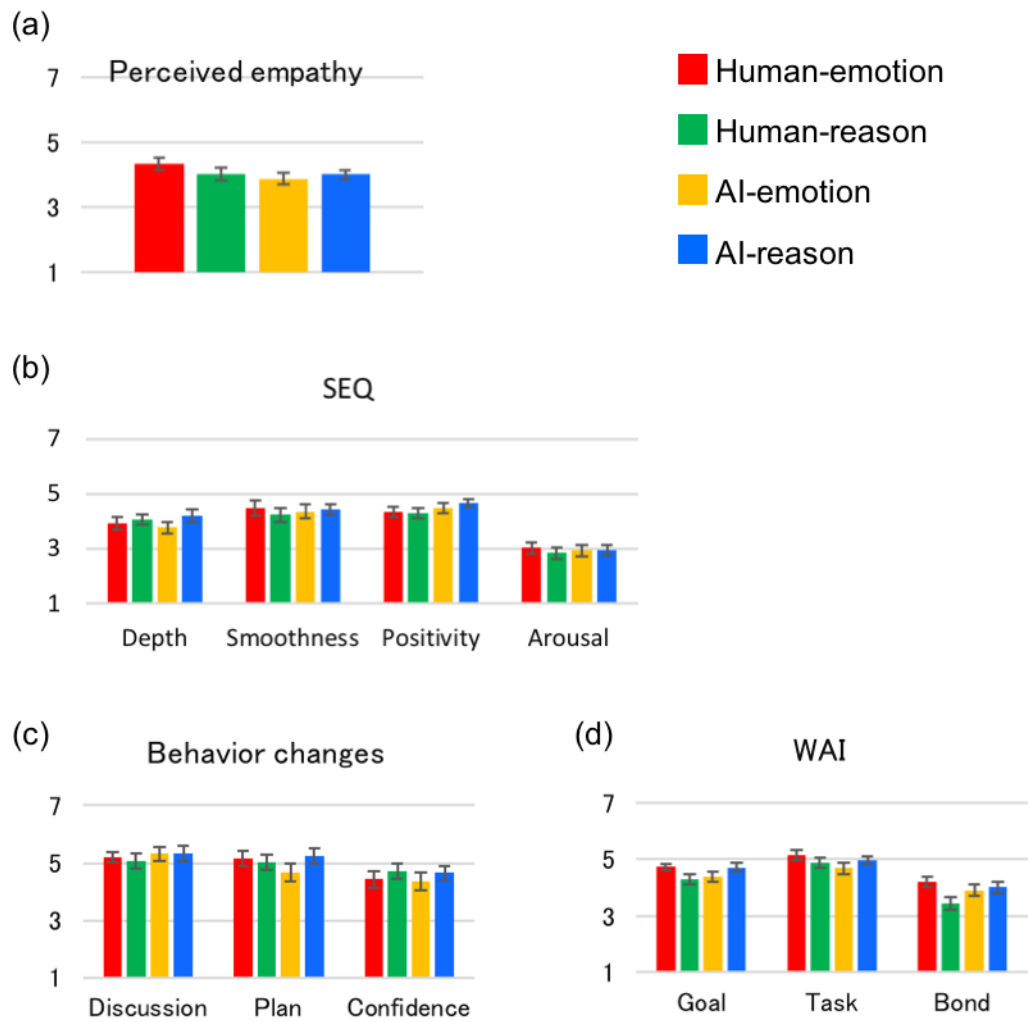 (a)
Perceived empathy
7
5
3
1
Human-emotion
Human-reason
AI-emotion
AI-reason
(b)
SEQ
7
5
3
1
Depth Smoothness Positivity Arousal
(c)
Behavior changes
7
5
3
1
Discussion Plan Confidence
(d)
WAI
7
5
3
1
Goal Task Bond